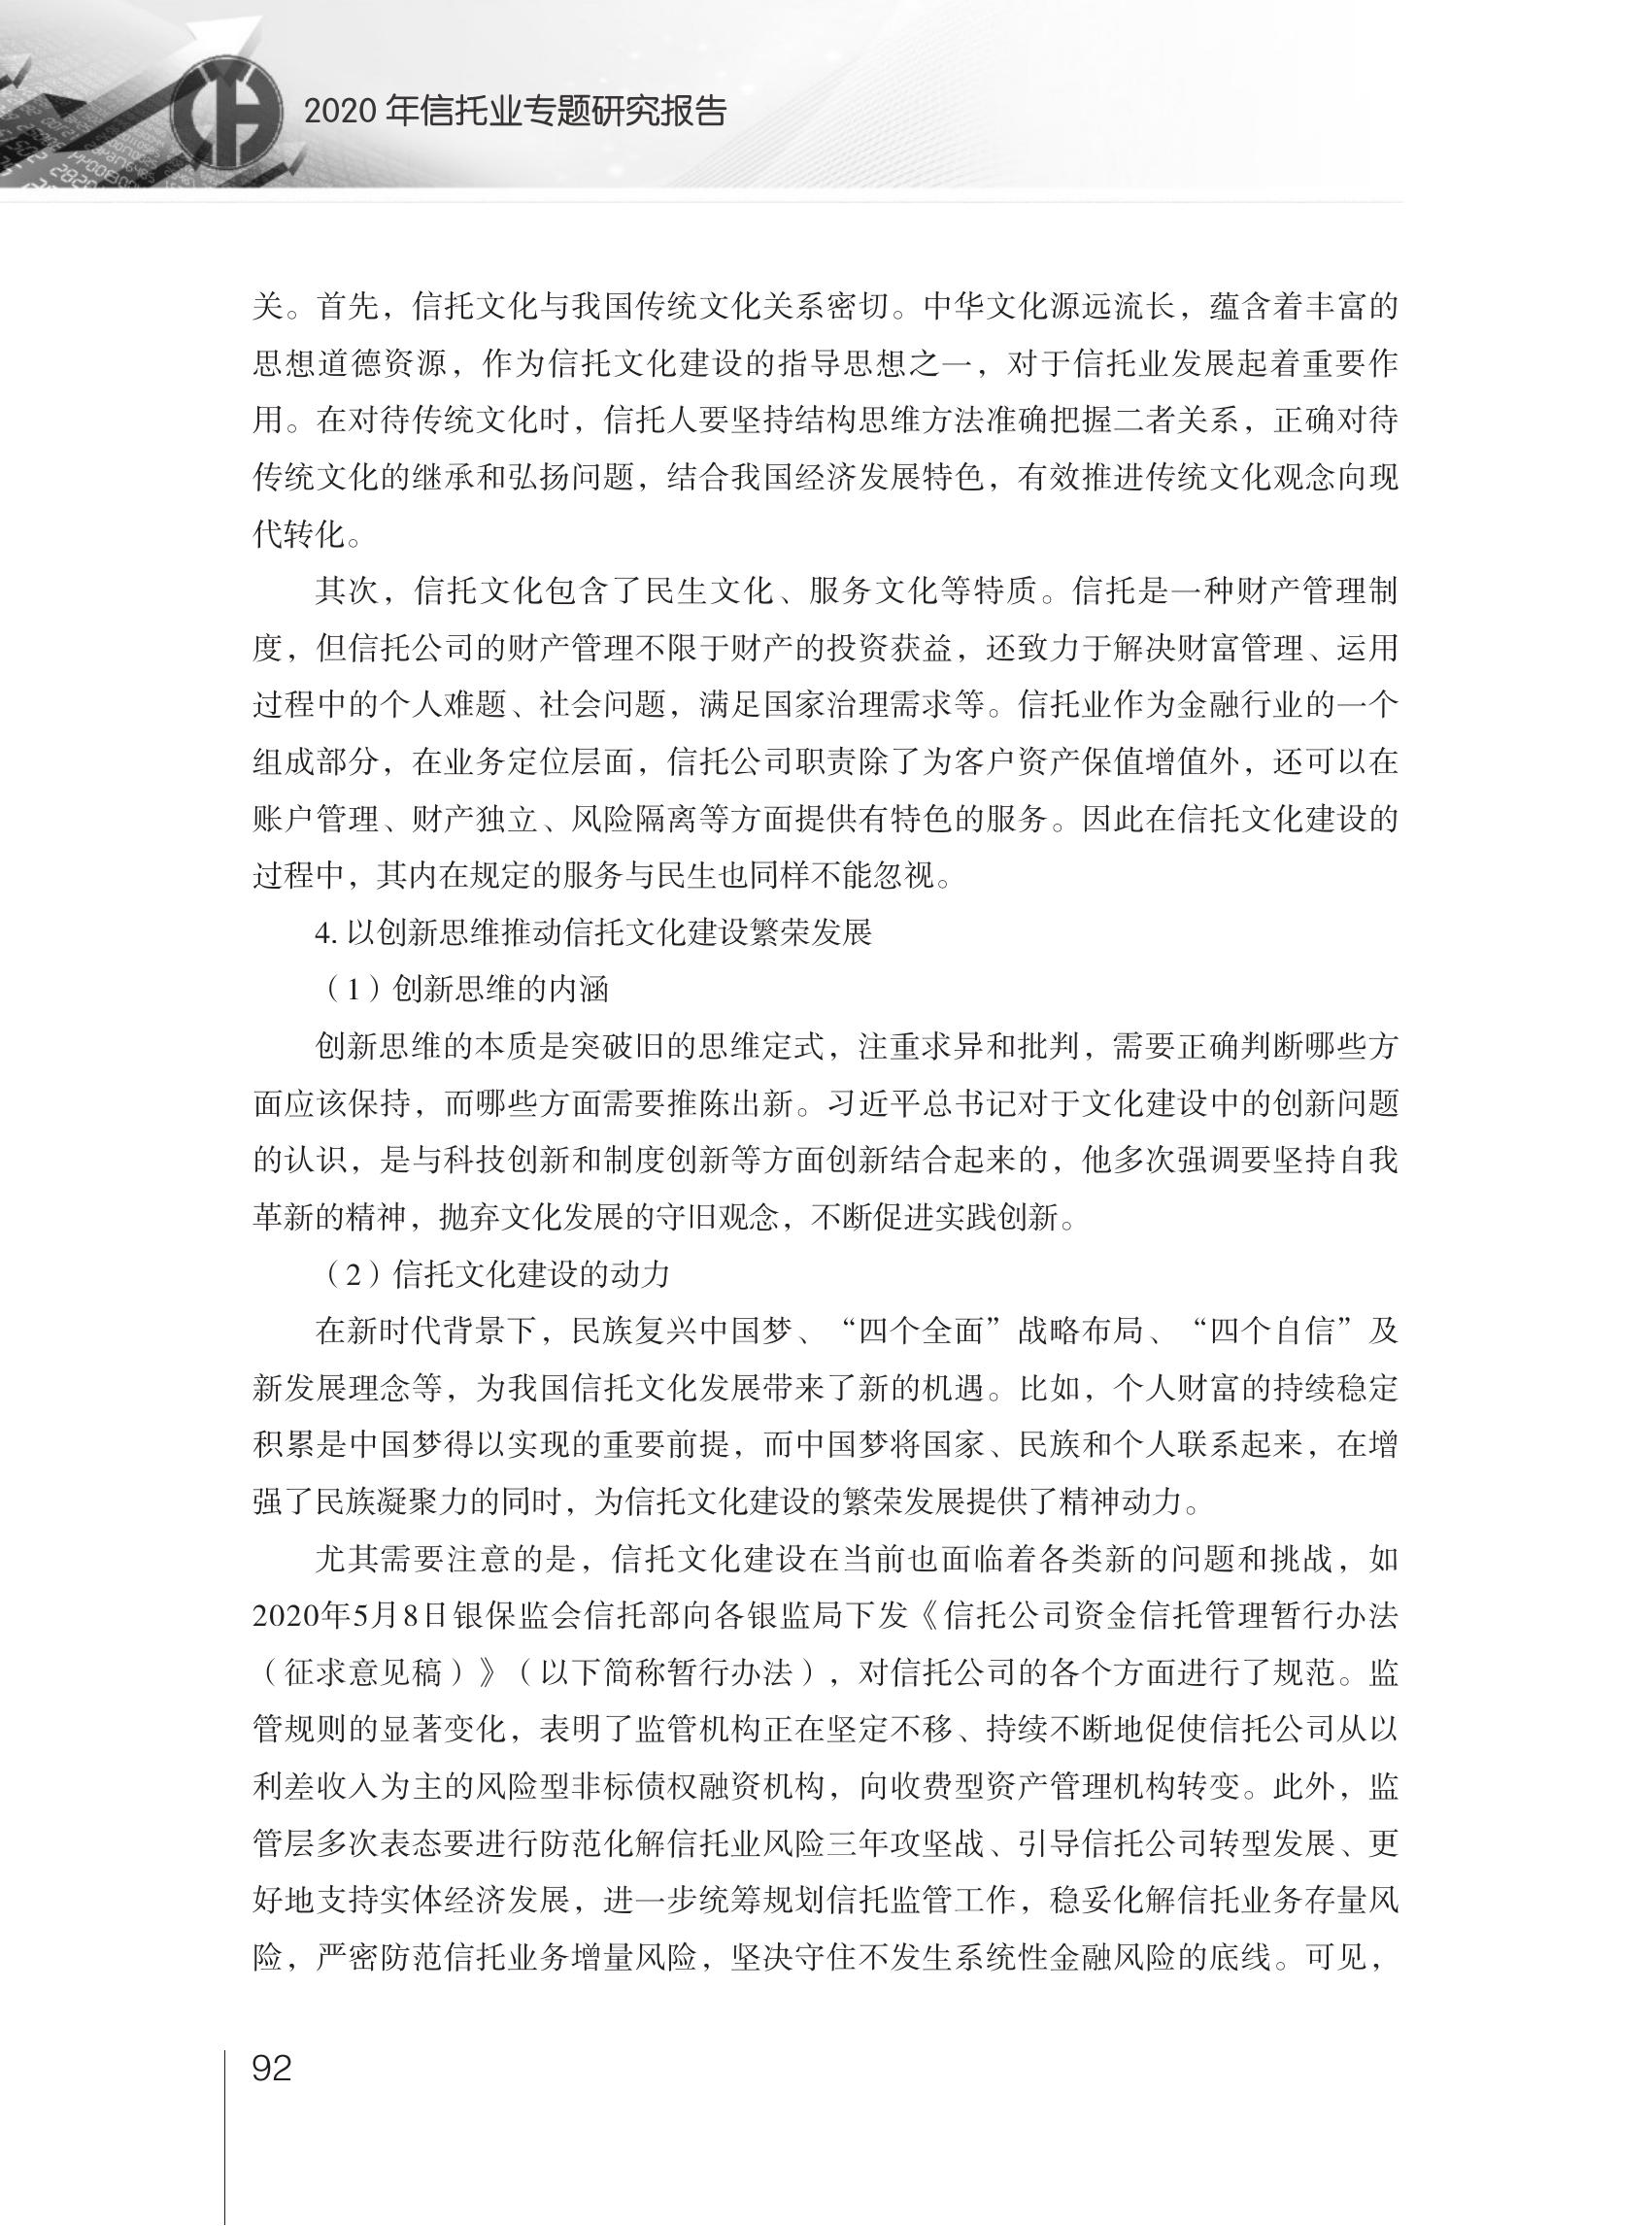 2020 年信托业专题研究报告
关。首先，信托文化与我国传统文化关系密切。中华文化源远流长，蕴含着丰富的
思想道德资源，作为信托文化建设的指导思想之一，对于信托业发展起着重要作
用。在对待传统文化时，信托人要坚持结构思维方法准确把握二者关系，正确对待
传统文化的继承和弘扬问题，结合我国经济发展特色，有效推进传统文化观念向现
代转化。
其次，信托文化包含了民生文化、服务文化等特质。信托是一种财产管理制
度，但信托公司的财产管理不限于财产的投资获益，还致力于解决财富管理、运用
过程中的个人难题、社会问题，满足国家治理需求等。信托业作为金融行业的一个
组成部分，在业务定位层面，信托公司职责除了为客户资产保值增值外，还可以在
账户管理、财产独立、风险隔离等方面提供有特色的服务。因此在信托文化建设的
过程中，其内在规定的服务与民生也同样不能忽视。
4. 以创新思维推动信托文化建设繁荣发展
（1）创新思维的内涵
创新思维的本质是突破旧的思维定式，注重求异和批判，需要正确判断哪些方
面应该保持，而哪些方面需要推陈出新。习近平总书记对于文化建设中的创新问题
的认识，是与科技创新和制度创新等方面创新结合起来的，他多次强调要坚持自我
革新的精神，抛弃文化发展的守旧观念，不断促进实践创新。
（2）信托文化建设的动力
在新时代背景下，民族复兴中国梦、“四个全面”战略布局、“四个自信”及
新发展理念等，为我国信托文化发展带来了新的机遇。比如，个人财富的持续稳定
积累是中国梦得以实现的重要前提，而中国梦将国家、民族和个人联系起来，在增
强了民族凝聚力的同时，为信托文化建设的繁荣发展提供了精神动力。
尤其需要注意的是，信托文化建设在当前也面临着各类新的问题和挑战，如
2020年5月8日银保监会信托部向各银监局下发《信托公司资金信托管理暂行办法
（征求意见稿）》（以下简称暂行办法），对信托公司的各个方面进行了规范。监
管规则的显著变化，表明了监管机构正在坚定不移、持续不断地促使信托公司从以
利差收入为主的风险型非标债权融资机构，向收费型资产管理机构转变。此外，监
管层多次表态要进行防范化解信托业风险三年攻坚战、引导信托公司转型发展、更
好地支持实体经济发展，进一步统筹规划信托监管工作，稳妥化解信托业务存量风
险，严密防范信托业务增量风险，坚决守住不发生系统性金融风险的底线。可见，
92